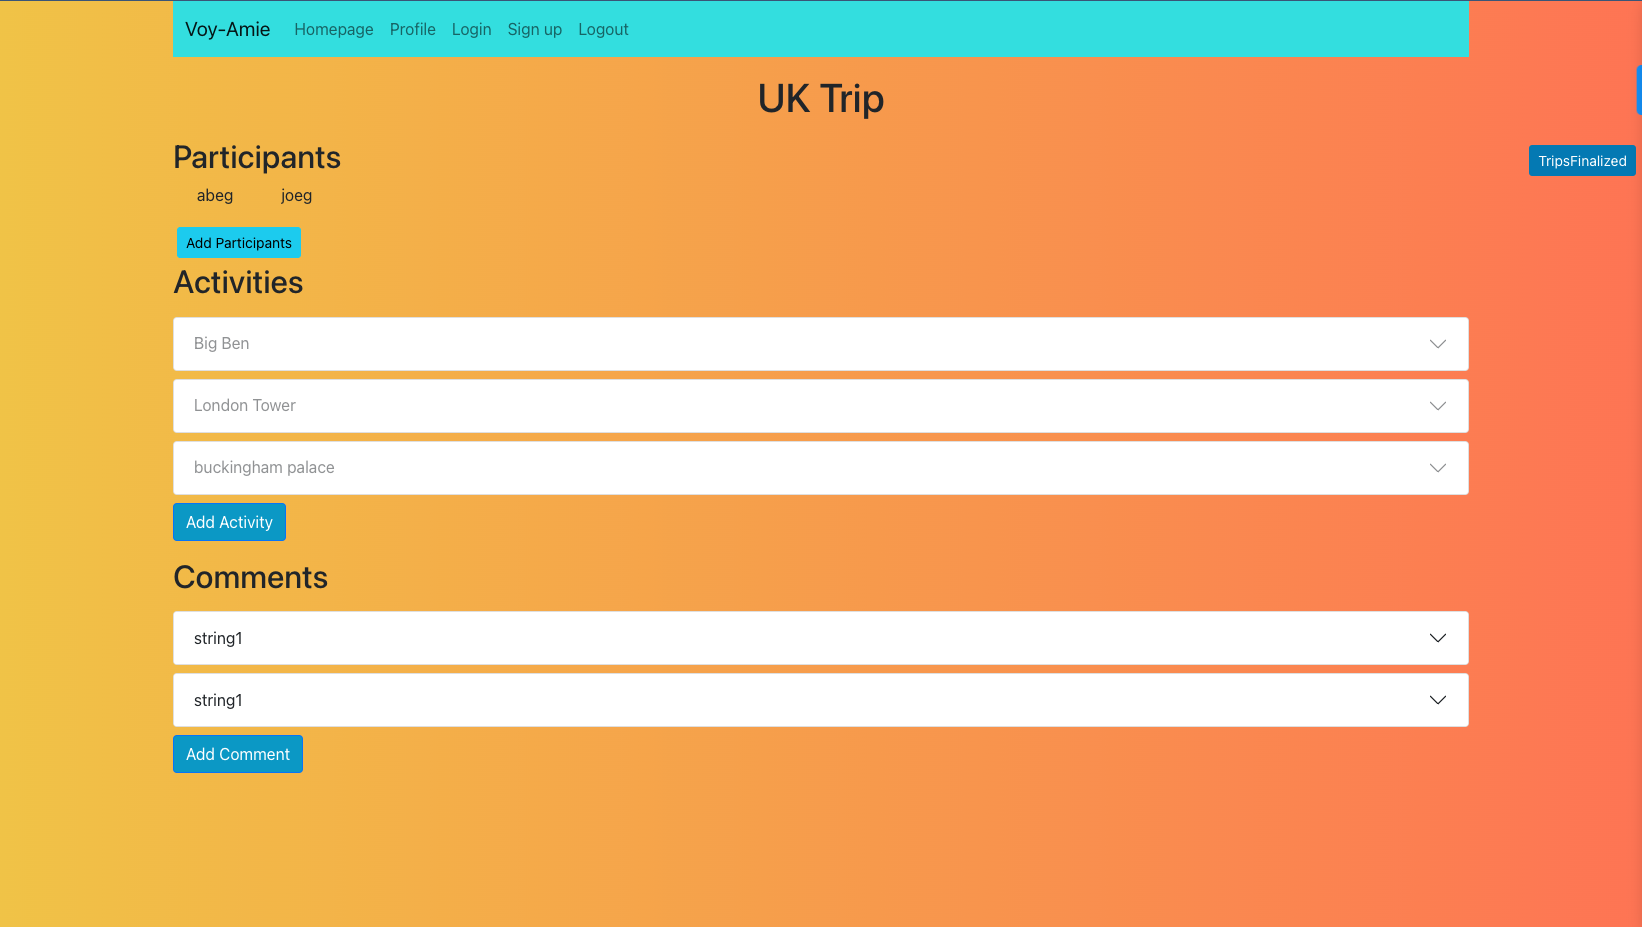 Voy-Amie Homepage Profile Login Sign up Logout
UK Trip
Participants
TripsFinalized
abeg joeg
Add Participants
Activities
Big Ben
London Tower
buckingham palace
Add Activity
Comments
string1
string1
Add Comment